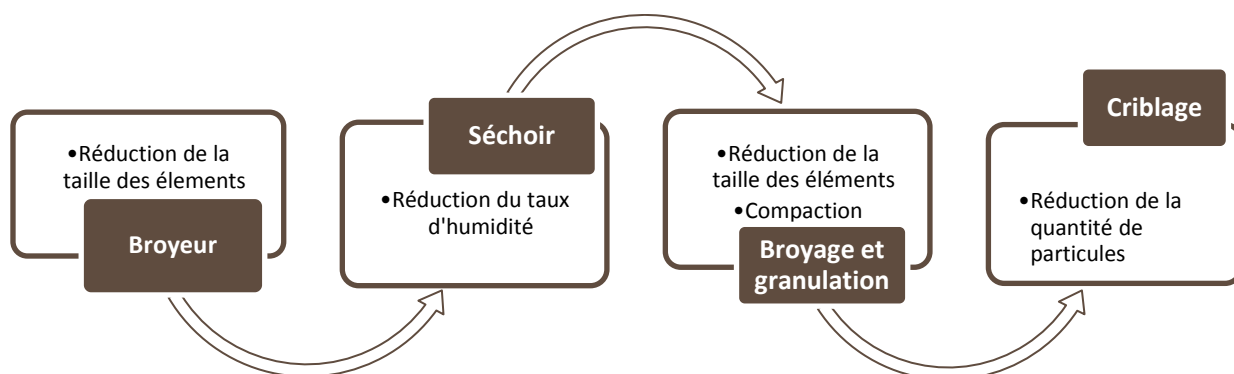 •Réduction de la
taille des élements
Broyeur
Séchoir
•Réduction du taux
d'humidité
•Réduction de la
taille des éléments
•Compaction
Broyage et
granulation
Criblage
•Réduction de la
quantité de
particules